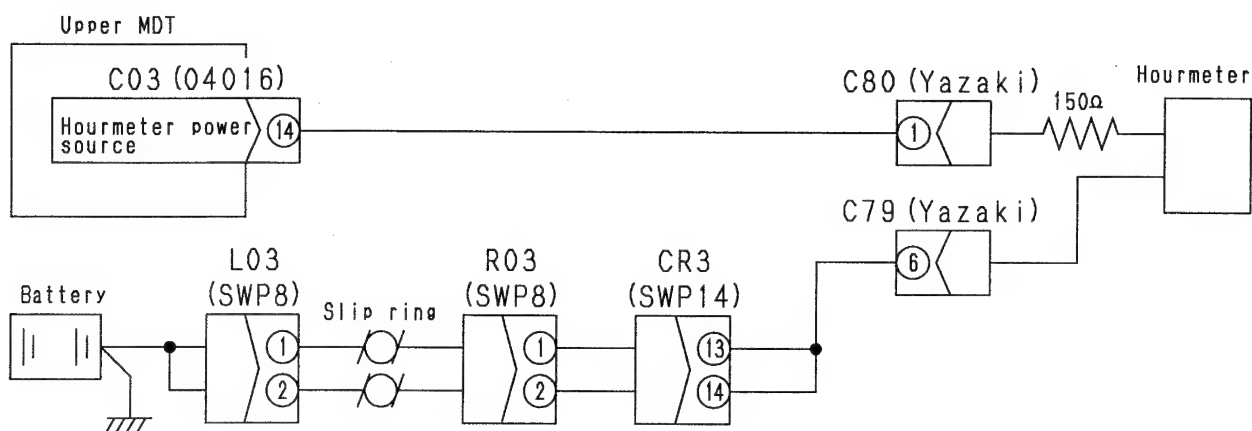 Upper MDT
C03 (04016)
Hourmeter power
source
14
C80 (Yazaki)
1
150Ω
Hourmeter
C79 (Yazaki)
6
Battery
L03
(SWP8)
1
2
Slip ring
R03
(SWP8)
1
2
CR3
(SWP14)
13
14